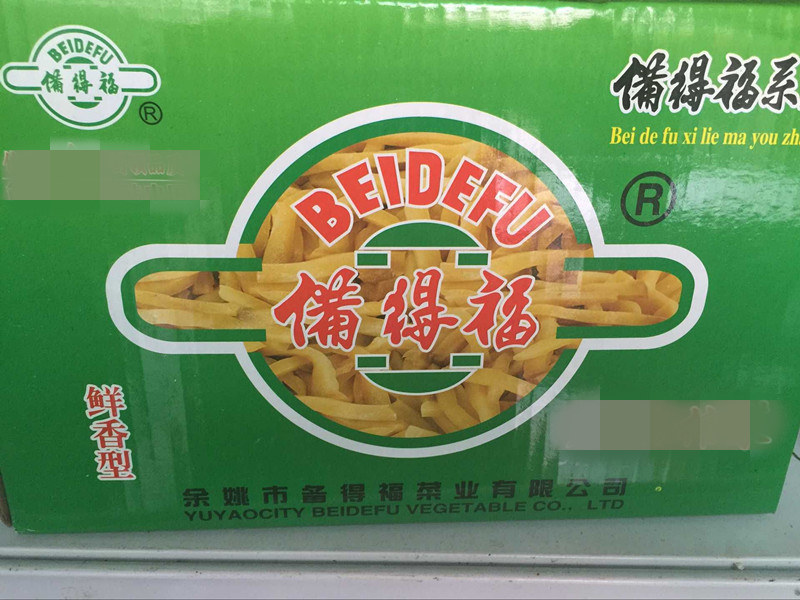 BEIDEFU
備得福
®
備得福系
Bei de fu xi lie ma you zh
BEIDEFU
®
備得福
鲜香型
余姚市备得福菜业有限公司
YUYAOCITY BEIDEFU VEGETABLE CO., LTD